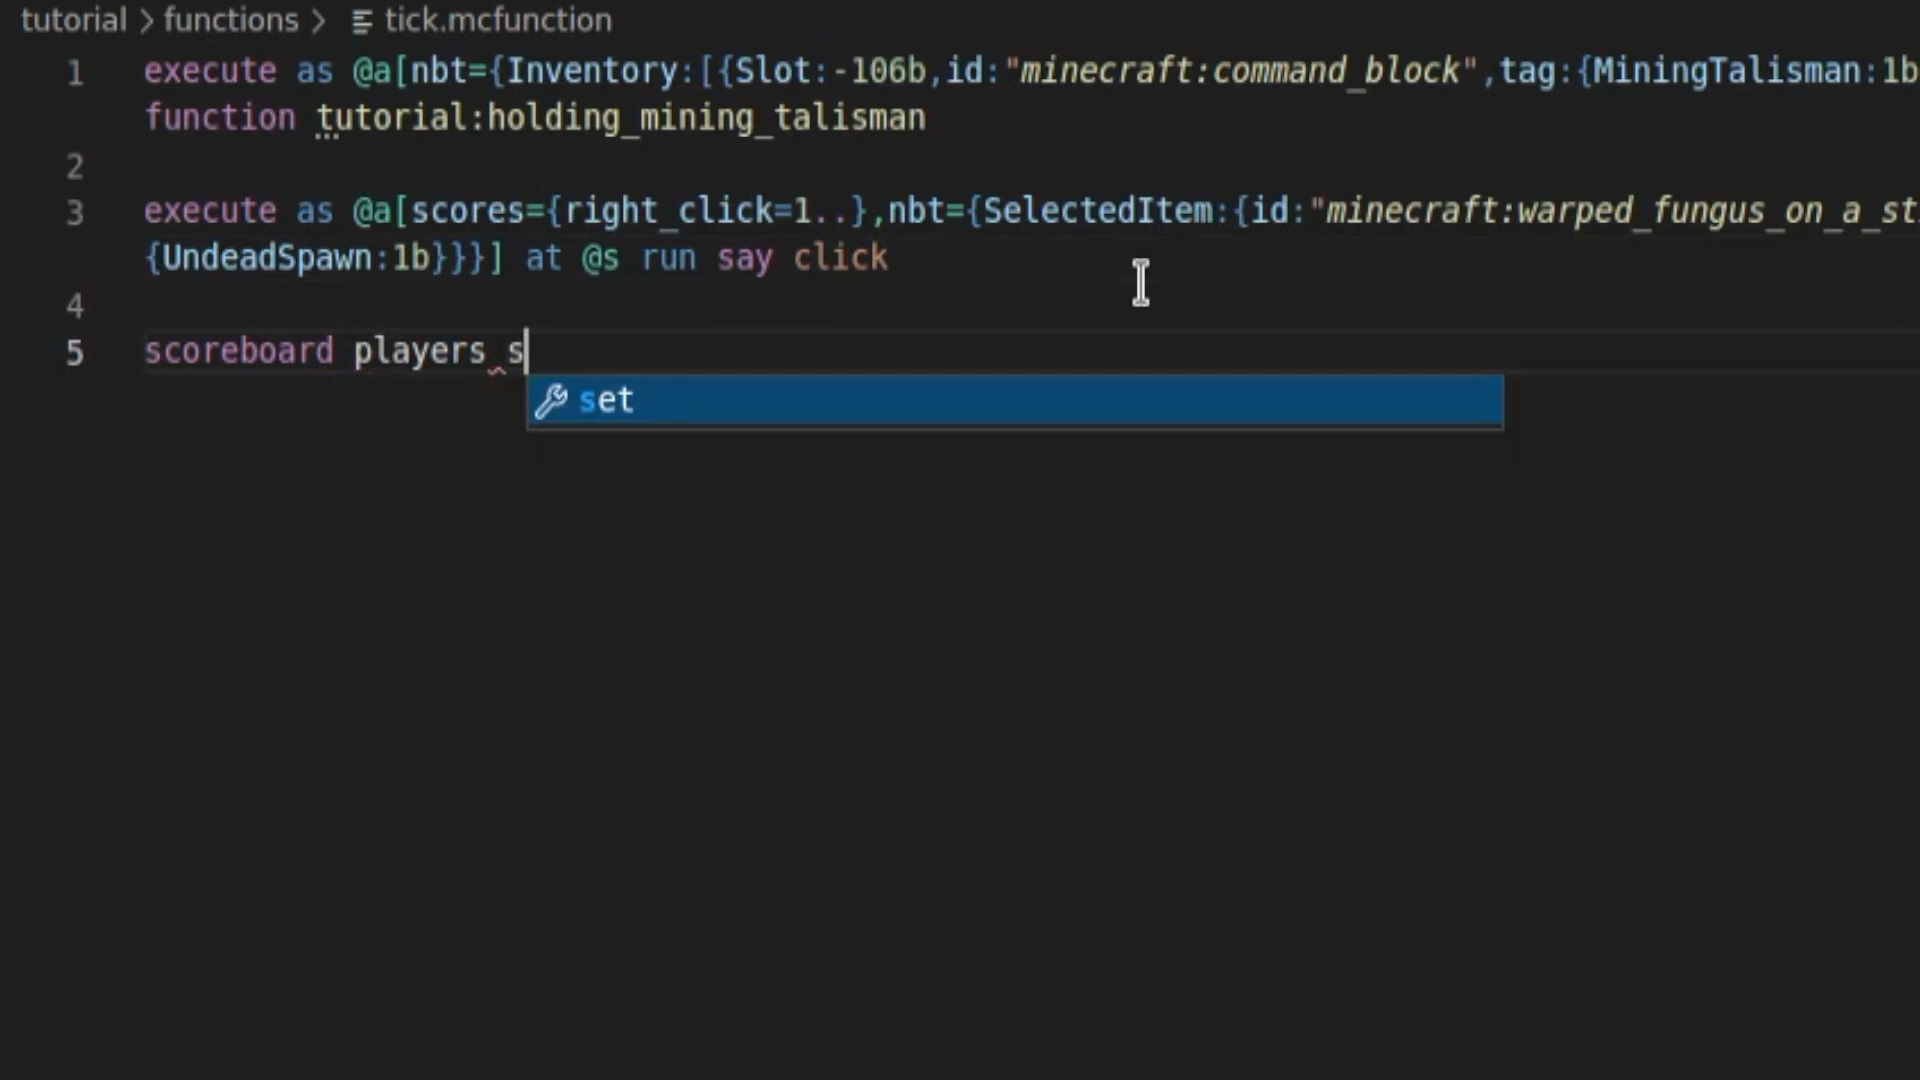 tutorial > functions > tick.mcfunction
1 execute as @a[nbt={Inventory:[{Slot:-106b,id:"minecraft:command_block",tag:{MiningTalisman:1b
function tutorial:holding_mining_talisman
2
3 execute as @a[scores={right_click=1..},nbt={SelectedItem:{id:"minecraft:warped_fungus_on_a_st
{UndeadSpawn:1b}}}] at @s run say click
4
5 scoreboard players s
set